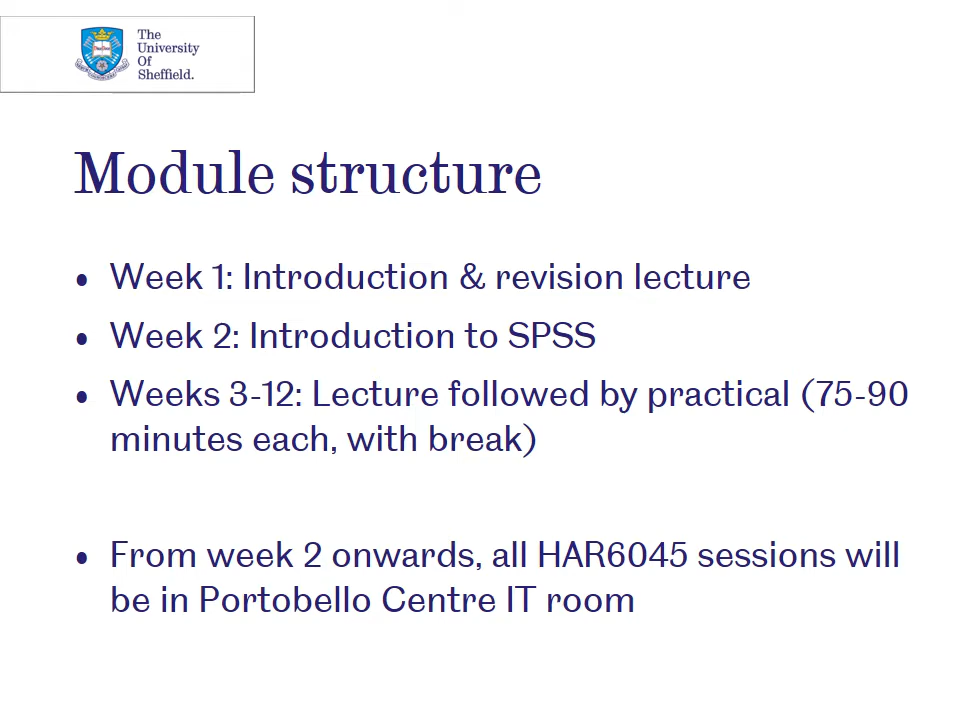 The
University
Of
Sheffield.
Module structure
• Week 1: Introduction & revision lecture
• Week 2: Introduction to SPSS
• Weeks 3-12: Lecture followed by practical (75-90
minutes each, with break)
• From week 2 onwards, all HAR6045 sessions will
be in Portobello Centre IT room